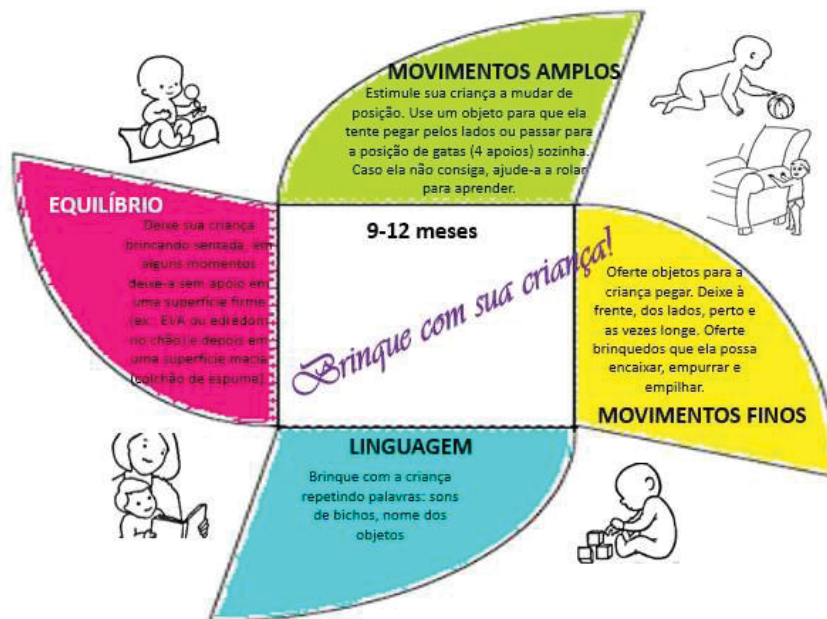 MOVIMENTOS AMPLOS
Estimule sua criança a mudar de
posição. Use um objeto para que ela
tente pegar pelos lados ou passar para
a posição de gatas (4 apoios) sozinha.
Caso ela não consiga, ajude-a a rolar
para aprender.
EQUILÍBRIO
Deixe sua criança
brincando sentada, em
alguns momentos
deixe-a sem apoio em
uma superfície firme
(ex: EVA ou edredom
no chão) e depois em
uma superfície macia
(colchão de espuma)
9-12 meses
Brinque com sua criança!
Oferte objetos para a
criança pegar. Deixe à
frente, dos lados, perto e
as vezes longe. Oferte
brinquedos que ela possa
encaixar, empurrar e
empilhar.
MOVIMENTOS FINOS
LINGUAGEM
Brinque com a criança
repetindo palavras: sons
de bichos, nome dos
objetos